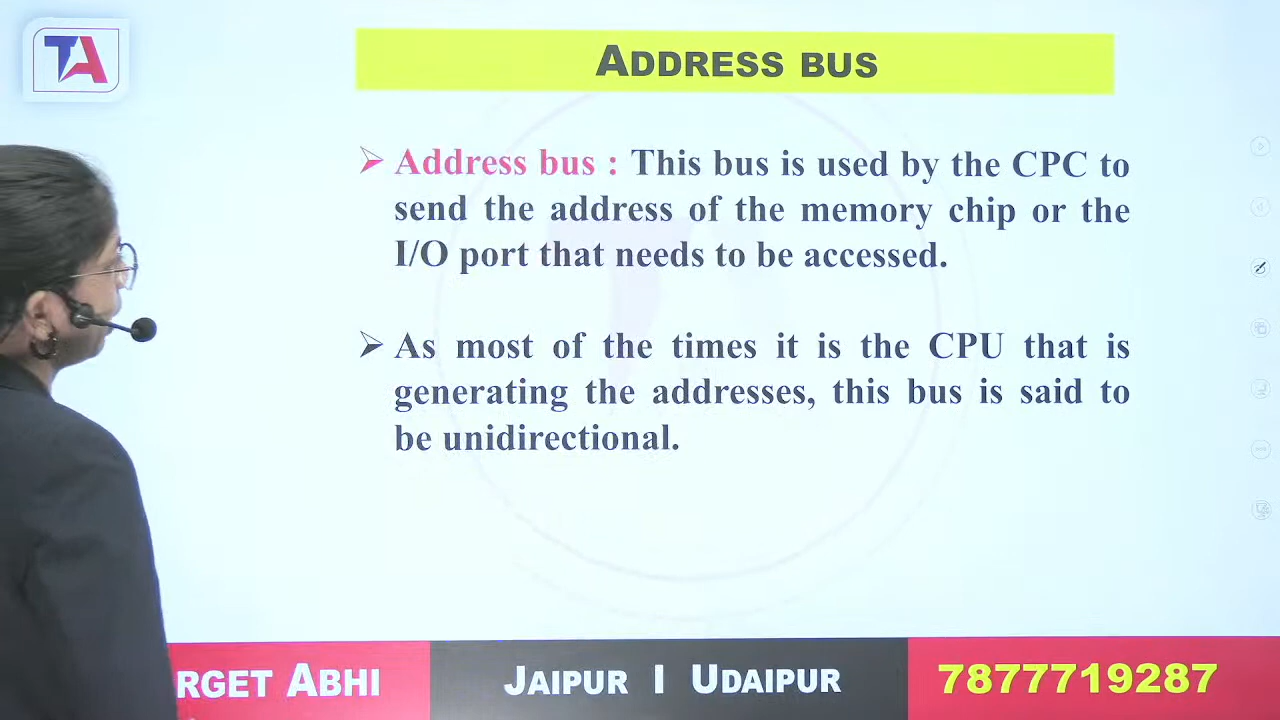 TA
ADDRESS BUS
➢ Address bus : This bus is used by the CPC to
send the address of the memory chip or the
I/O port that needs to be accessed.
➢ As most of the times it is the CPU that is
generating the addresses, this bus is said to
be unidirectional.
RGET ABHI
JAIPUR | UDAIPUR
7877719287